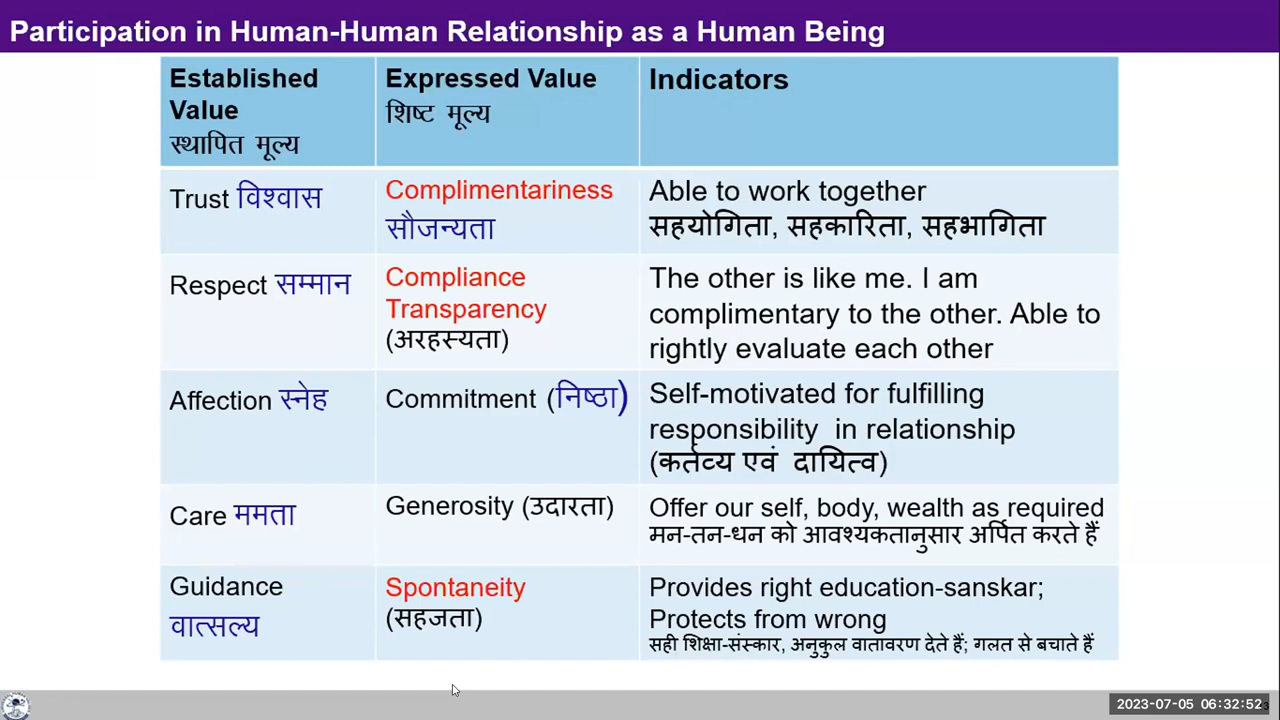 Participation in Human-Human Relationship as a Human Being
Established
Value
स्थापित मूल्य
Expressed Value
शिष्ट मूल्य
Indicators
Trust विश्वास
Complimentariness
सौजन्यता
Able to work together
सहयोगिता, सहकारिता, सहभागिता
Respect सम्मान
Compliance
Transparency
(अरहस्यता)
The other is like me. I am
complimentary to the other. Able to
rightly evaluate each other
Affection स्नेह
Commitment (निष्ठा)
Self-motivated for fulfilling
responsibility in relationship
(कर्तव्य एवं दायित्व)
Care ममता
Generosity (उदारता)
Offer our self, body, wealth as required
मन-तन-धन को आवश्यकतानुसार अर्पित करते हैं
Guidance
वात्सल्य
Spontaneity
(सहजता)
Provides right education-sanskar;
Protects from wrong
सही शिक्षा-संस्कार, अनुकुल वातावरण देते हैं; गलत से बचाते हैं
2023-07-05 06:32:52